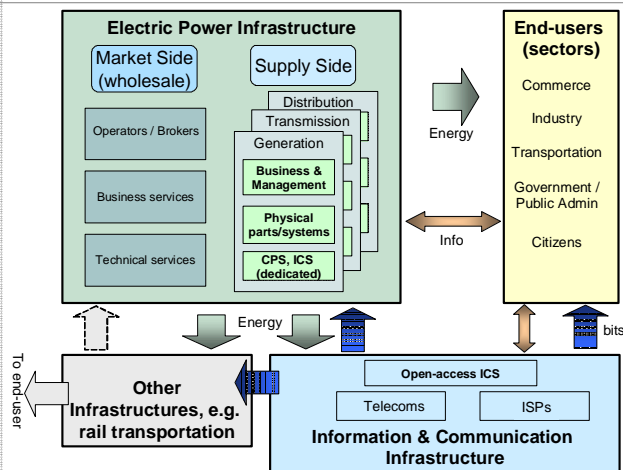 Electric Power Infrastructure
Market Side
(wholesale)
Supply Side
Operators / Brokers
Business services
Technical services
Distribution
Transmission
Generation
Business &
Management
Physical
parts/systems
CPS, ICS
(dedicated)
Energy
Info
End-users
(sectors)
Commerce
Industry
Transportation
Government /
Public Admin
Citizens
Energy
bits
To end-user
Other
Infrastructures, e.g.
rail transportation
Open-access ICS
Telecoms
ISPs
Information & Communication
Infrastructure